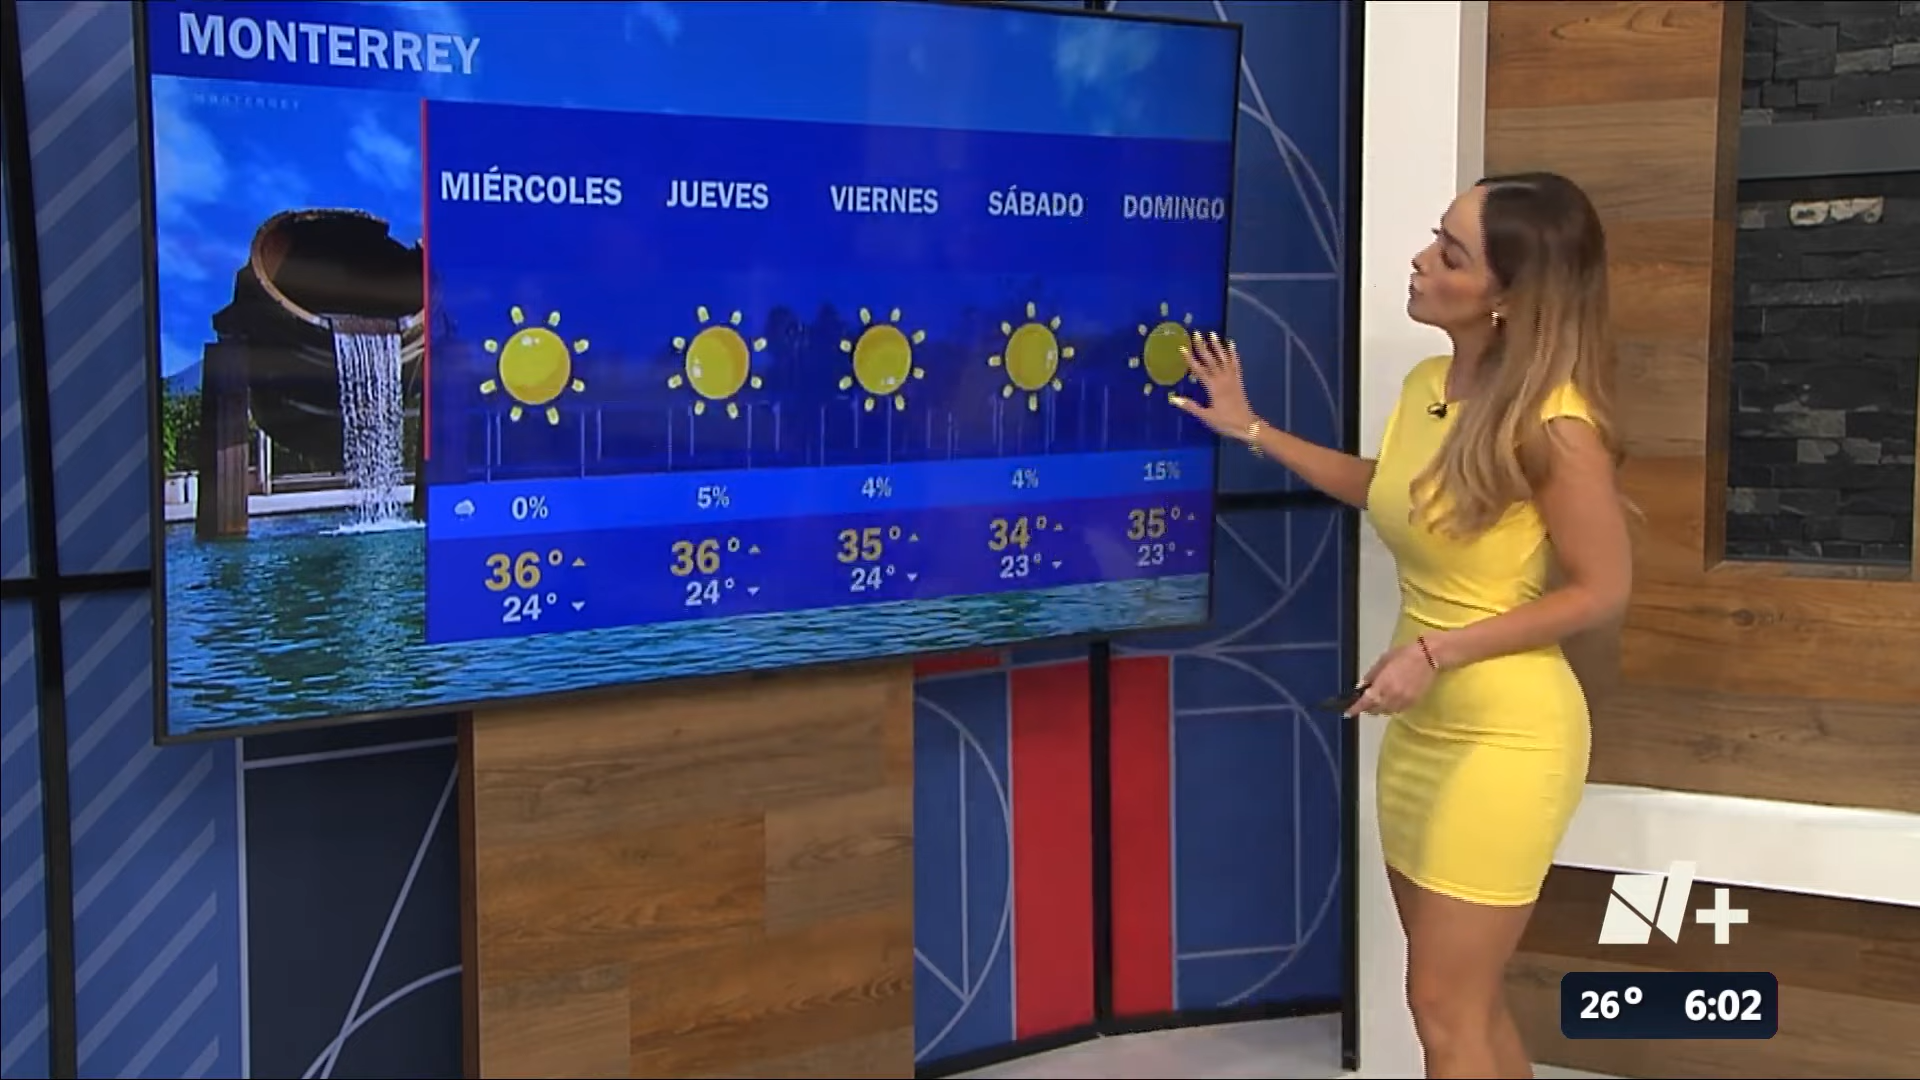 MONTERREY
MONTERREY
MIÉRCOLES JUEVES VIERNES SÁBADO DOMINGO
0% 5% 4% 4% 15%
36° 36° 35° 34° 35°
24° 24° 24° 23° 23°
N+
26° 6:02